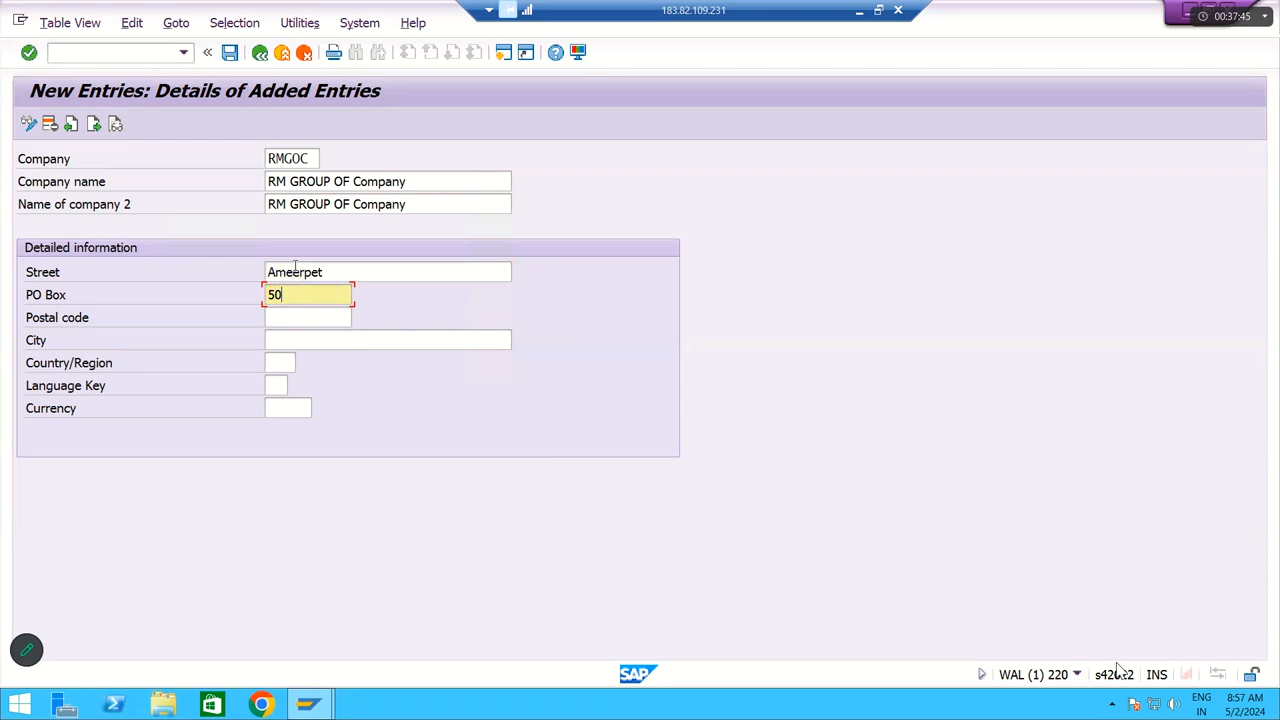 183.82.109.231
00:37:45
Table View Edit Goto Selection Utilities System Help
New Entries: Details of Added Entries
Company RMGOC
Company name RM GROUP OF Company
Name of company 2 RM GROUP OF Company
Detailed information
Street Ameerpet
PO Box 50
Postal code
City
Country/Region
Language Key
Currency
SAP
WAL (1) 220
INS
ENG
IN
8:57 AM
5/2/2024